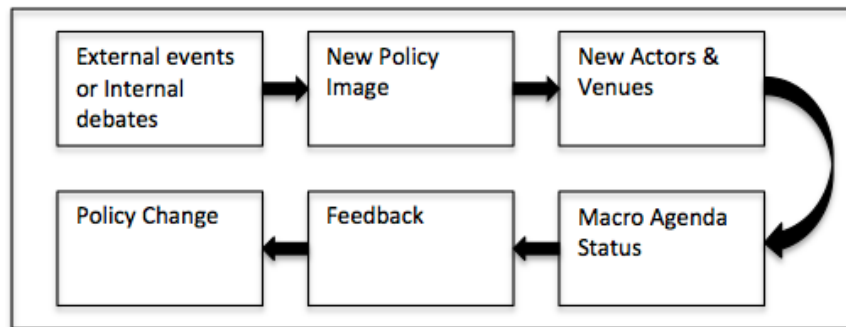 External events
or Internal
debates
New Policy
Image
New Actors &
Venues
Policy Change
Feedback
Macro Agenda
Status